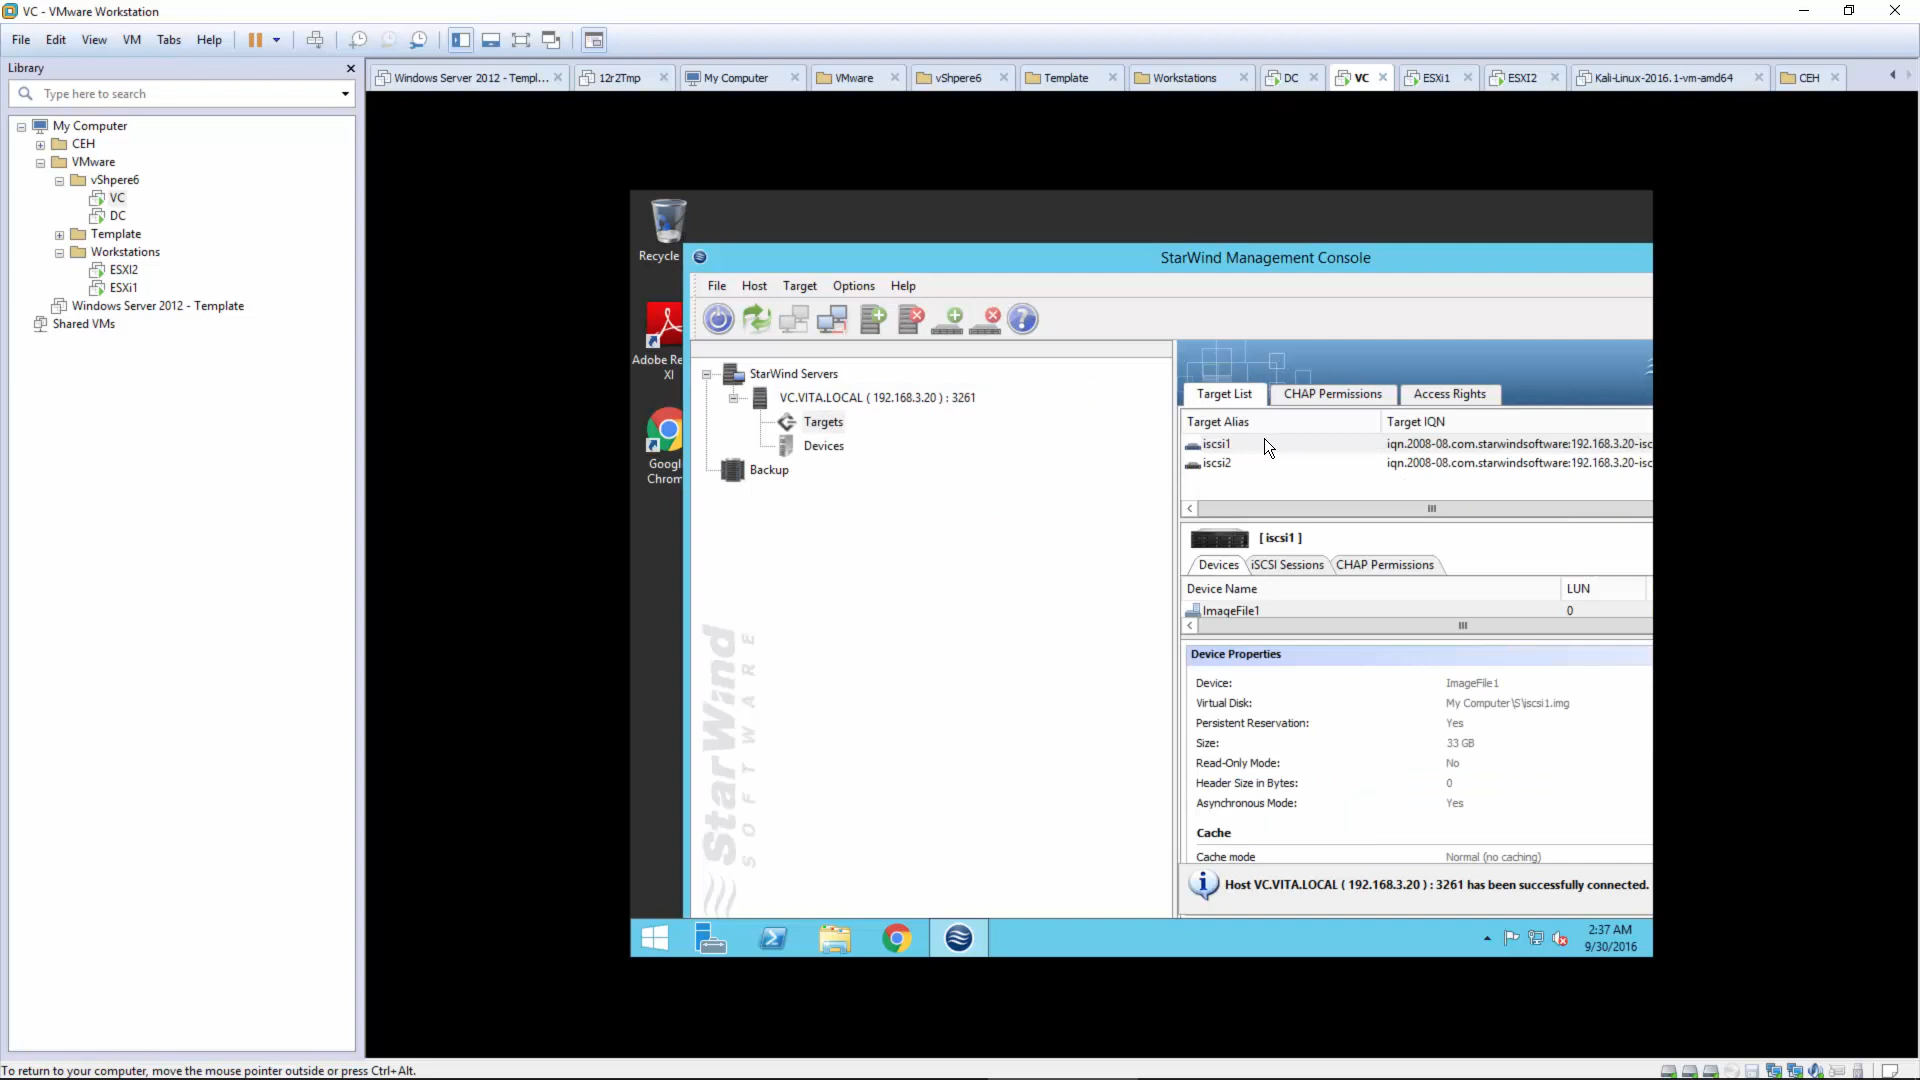 VC - VMware Workstation
File Edit View VM Tabs Help
Library
Type here to search
Windows Server 2012 - Templ... 12r2Tmp My Computer VMware vShpere6 Template Workstations DC VC ESXi1 ESXI2 Kali-Linux-2016.1-vm-amd64 CEH
My Computer
CEH
VMware
vShpere6
VC
DC
Template
Workstations
ESXI2
ESXi1
Windows Server 2012 - Template
Shared VMs
Recycle
Adobe Re
XI
Googl
Chrom
StarWind Management Console
File Host Target Options Help
StarWind Servers
VC.VITA.LOCAL ( 192.168.3.20 ) : 3261
Targets
Devices
Backup
StarWind
SOFTWARE
Target List CHAP Permissions Access Rights
Target Alias Target IQN
iscsi1 iqn.2008-08.com.starwindsoftware:192.168.3.20-isc
iscsi2 iqn.2008-08.com.starwindsoftware:192.168.3.20-isc
[ iscsi1 ]
Devices iSCSI Sessions CHAP Permissions
Device Name LUN
ImageFile1 0
Device Properties
Device: ImageFile1
Virtual Disk: My Computer\S\iscsi1.img
Persistent Reservation: Yes
Size: 33 GB
Read-Only Mode: No
Header Size in Bytes: 0
Asynchronous Mode: Yes
Cache
Cache mode Normal (no caching)
Host VC.VITA.LOCAL ( 192.168.3.20 ) : 3261 has been successfully connected.
2:37 AM
9/30/2016
To return to your computer, move the mouse pointer outside or press Ctrl+Alt.